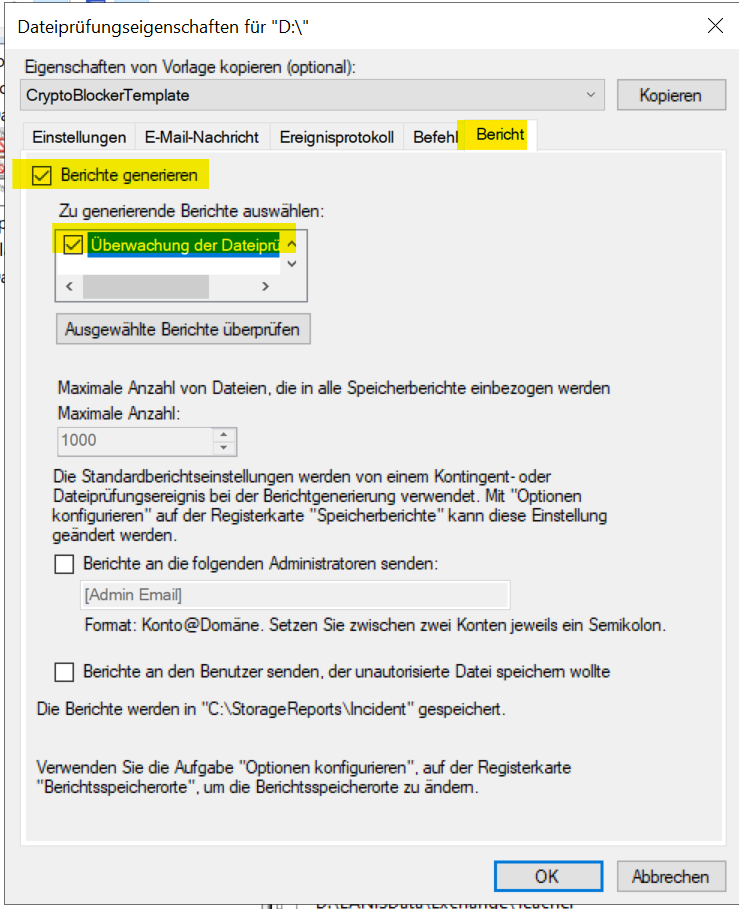 Dateiprüfungseigenschaften für "D:\"
Eigenschaften von Vorlage kopieren (optional):
CryptoBlockerTemplate
Kopieren
Einstellungen
E-Mail-Nachricht
Ereignisprotokoll
Befehl
Bericht
Berichte generieren
Zu generierende Berichte auswählen:
Überwachung der Dateiprü
Ausgewählte Berichte überprüfen
Maximale Anzahl von Dateien, die in alle Speicherberichte einbezogen werden
Maximale Anzahl:
1000
Die Standardberichtseinstellungen werden von einem Kontingent- oder
Dateiprüfungsereignis bei der Berichtgenerierung verwendet. Mit "Optionen
konfigurieren" auf der Registerkarte "Speicherberichte" kann diese Einstellung
geändert werden.
Berichte an die folgenden Administratoren senden:
[Admin Email]
Format: Konto@Domäne. Setzen Sie zwischen zwei Konten jeweils ein Semikolon.
Berichte an den Benutzer senden, der unautorisierte Datei speichern wollte
Die Berichte werden in "C:\StorageReports\Incident" gespeichert.
Verwenden Sie die Aufgabe "Optionen konfigurieren", auf der Registerkarte
"Berichtsspeicherorte", um die Berichtsspeicherorte zu ändern.
OK
Abbrechen